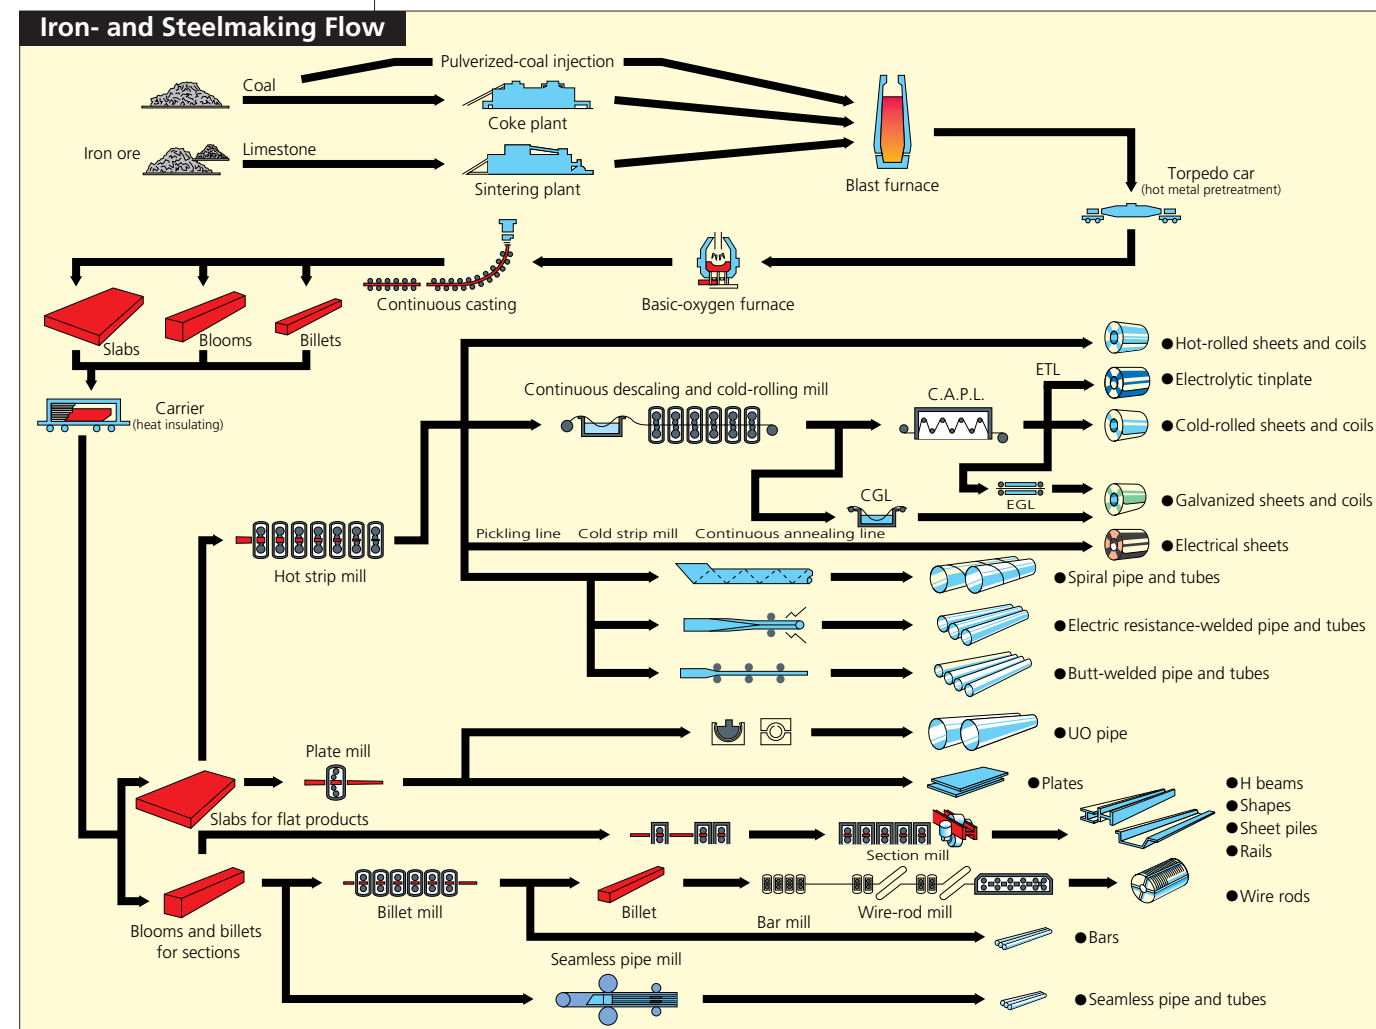 Iron- and Steelmaking Flow
Pulverized-coal injection
Coal
Coke plant
Iron ore
Limestone
Sintering plant
Blast furnace
Torpedo car
(hot metal pretreatment)
Continuous casting
Basic-oxygen furnace
Slabs
Blooms
Billets
Carrier
(heat insulating)
Hot-rolled sheets and coils
ETL
Electrolytic tinplate
Continuous descaling and cold-rolling mill
C.A.P.L.
Cold-rolled sheets and coils
CGL
EGL
Galvanized sheets and coils
Pickling line Cold strip mill Continuous annealing line
Electrical sheets
Hot strip mill
Spiral pipe and tubes
Electric resistance-welded pipe and tubes
Butt-welded pipe and tubes
UO pipe
Plate mill
Plates
Slabs for flat products
H beams
Shapes
Sheet piles
Rails
Section mill
Billet mill
Billet
Bar mill
Wire-rod mill
Wire rods
Blooms and billets
for sections
Bars
Seamless pipe mill
Seamless pipe and tubes